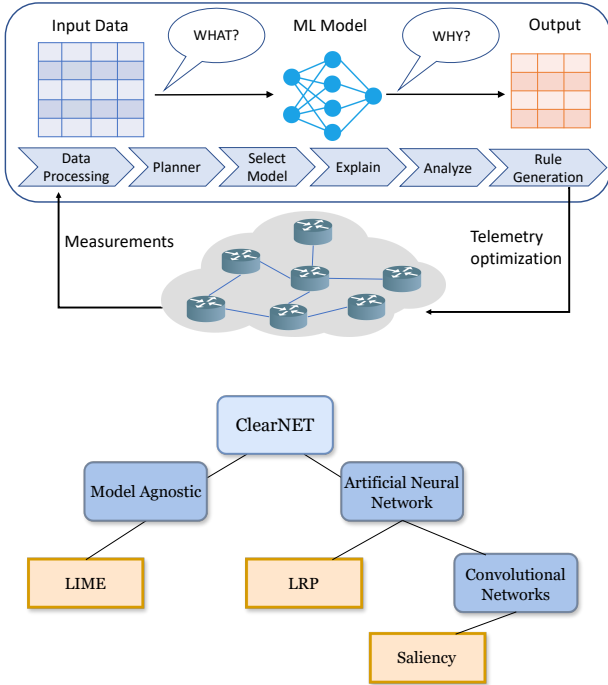 Input Data
WHAT?
ML Model
WHY?
Output
Data
Processing
Planner
Select
Model
Explain
Analyze
Rule
Generation
Measurements
Telemetry
optimization
ClearNET
Model Agnostic
Artificial Neural
Network
LIME
LRP
Convolutional
Networks
Saliency